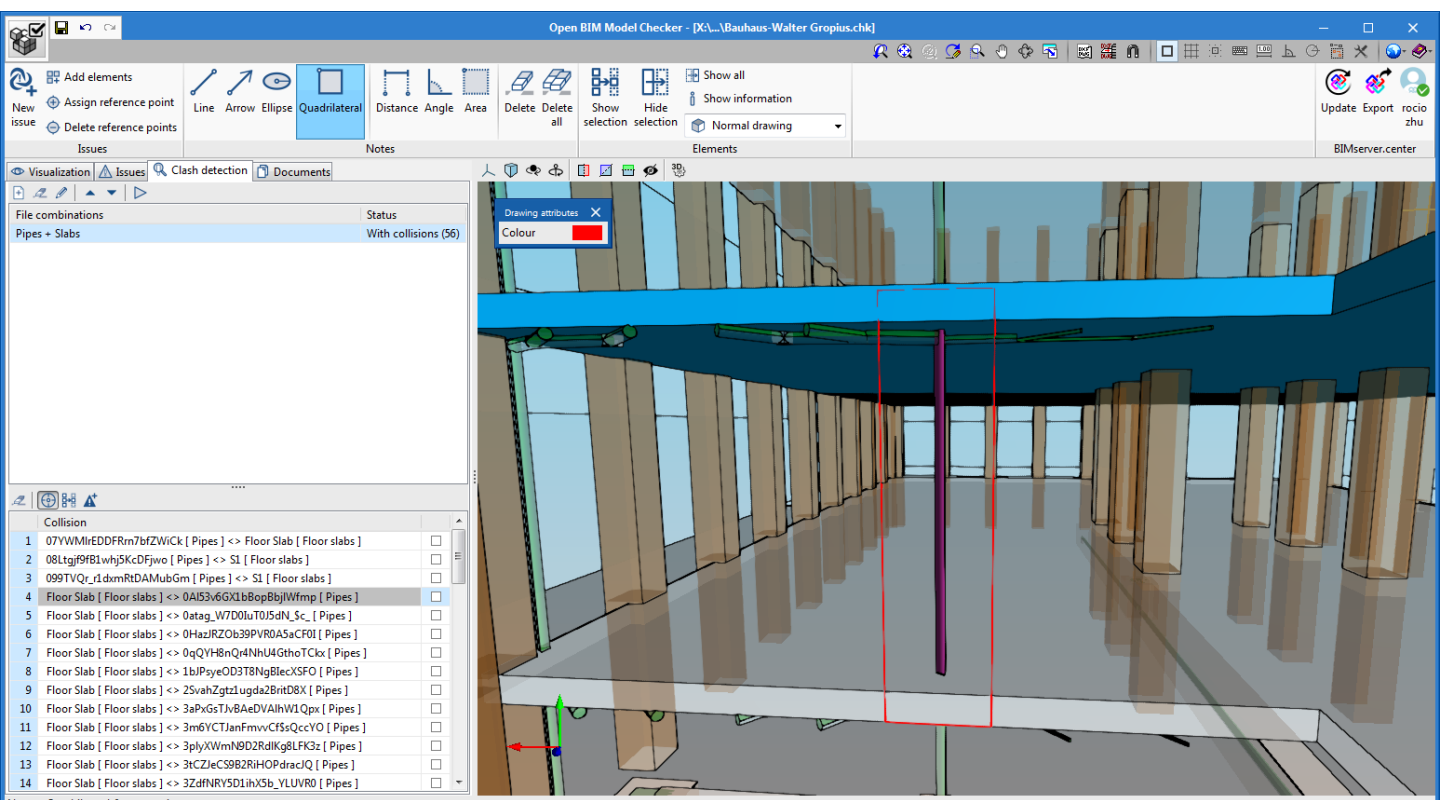 Open BIM Model Checker - [X:\...\Bauhaus-Walter Gropius.chk]
New issue
Add elements
Assign reference point
Delete reference points
Issues
Line Arrow Ellipse Quadrilateral Distance Angle Area Delete Delete all
Notes
Show selection
Hide selection
Show all
Show information
Normal drawing
Elements
Update Export rocio zhu
BIMserver.center
Visualization Issues Clash detection Documents
File combinations Status
Pipes + Slabs With collisions (56)
Drawing attributes
Colour
Collision
1 07YWMIrEDDFRm7bfZWiCk [ Pipes ] <> Floor Slab [ Floor slabs ]
2 08Ltgjf9fB1whj5KcDFjwo [ Pipes ] <> S1 [ Floor slabs ]
3 099TVQr_r1dxmRtDAMubGm [ Pipes ] <> S1 [ Floor slabs ]
4 Floor Slab [ Floor slabs ] <> 0AI53v6GX1bBopBbjIWfmp [ Pipes ]
5 Floor Slab [ Floor slabs ] <> 0atag_W7D0IuT0J5dN_$c_ [ Pipes ]
6 Floor Slab [ Floor slabs ] <> 0HazJRZOb39PVR0A5aCF0I [ Pipes ]
7 Floor Slab [ Floor slabs ] <> 0qQYH8nQr4NhU4GthoTCkx [ Pipes ]
8 Floor Slab [ Floor slabs ] <> 1bJPsyeOD3T8NgBIecXSFO [ Pipes ]
9 Floor Slab [ Floor slabs ] <> 2SvahZgtz1ugda2BritD8X [ Pipes ]
10 Floor Slab [ Floor slabs ] <> 3aPxGsTJvBAeDVAlhW1Qpx [ Pipes ]
11 Floor Slab [ Floor slabs ] <> 3m6YCTJanFmvvCf$sQccYO [ Pipes ]
12 Floor Slab [ Floor slabs ] <> 3plyXWmN9D2RdlKg8LFK3z [ Pipes ]
13 Floor Slab [ Floor slabs ] <> 3tCZJeCS9B2RiHOPdracJQ [ Pipes ]
14 Floor Slab [ Floor slabs ] <> 3ZdfNRY5D1ihX5b_YLUVR0 [ Pipes ]